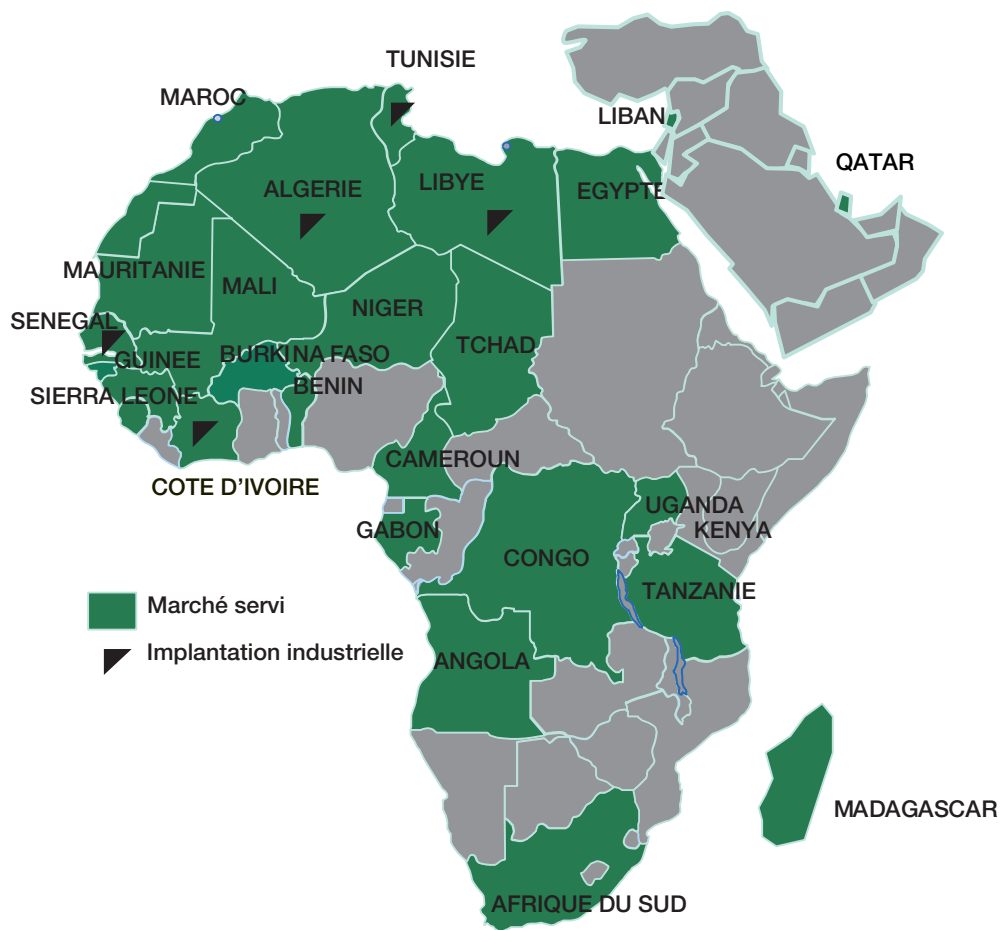 TUNISIE
MAROC
LIBAN
QATAR
ALGERIE
LIBYE
EGYPTE
MAURITANIE
MALI
NIGER
SENEGAL
TCHAD
GUINEE
BURKINA FASO
SIERRA LEONE
BENIN
CAMEROUN
COTE D'IVOIRE
UGANDA
GABON
KENYA
CONGO
TANZANIE
Marché servi
Implantation industrielle
ANGOLA
MADAGASCAR
AFRIQUE DU SUD